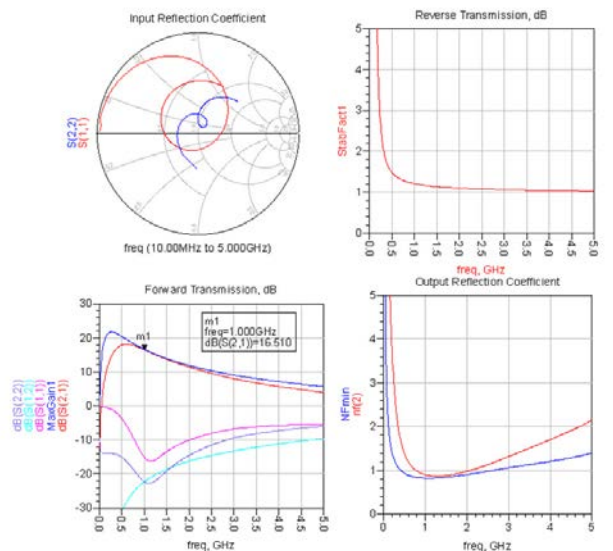 Input Reflection Coefficient
S(2,2)
S(1,1)
freq (10.00MHz to 5.000GHz)
Reverse Transmission, dB
StabFact1
5
4
3
2
1
0
0.0 0.5 1.0 1.5 2.0 2.5 3.0 3.5 4.0 4.5 5.0
freq, GHz
Forward Transmission, dB
dB(S(2,2))
dB(S(1,2))
dB(S(1,1))
MaxGain1
dB(S(2,1))
30
20
10
0
-10
-20
-30
m1
m1
freq=1.000GHz
dB(S(2,1))=16.510
0.0 0.5 1.0 1.5 2.0 2.5 3.0 3.5 4.0 4.5 5.0
freq, GHz
Output Reflection Coefficient
NFmin
nf(2)
5
4
3
2
1
0
0 1 2 3 4 5
freq, GHz